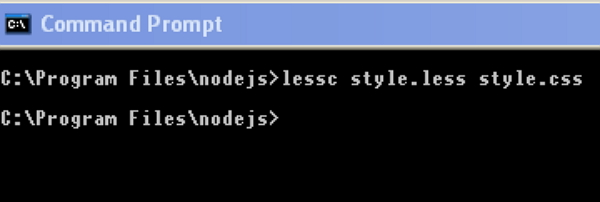 C:\ Command Prompt
C:\Program Files\nodejs>lessc style.less style.css
C:\Program Files\nodejs>